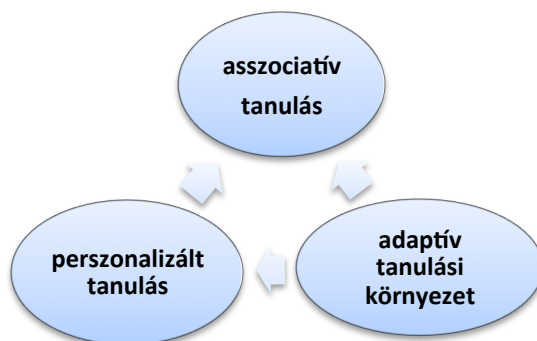 asszociatív
tanulás
perszonalizált
tanulás
adaptív
tanulási
környezet